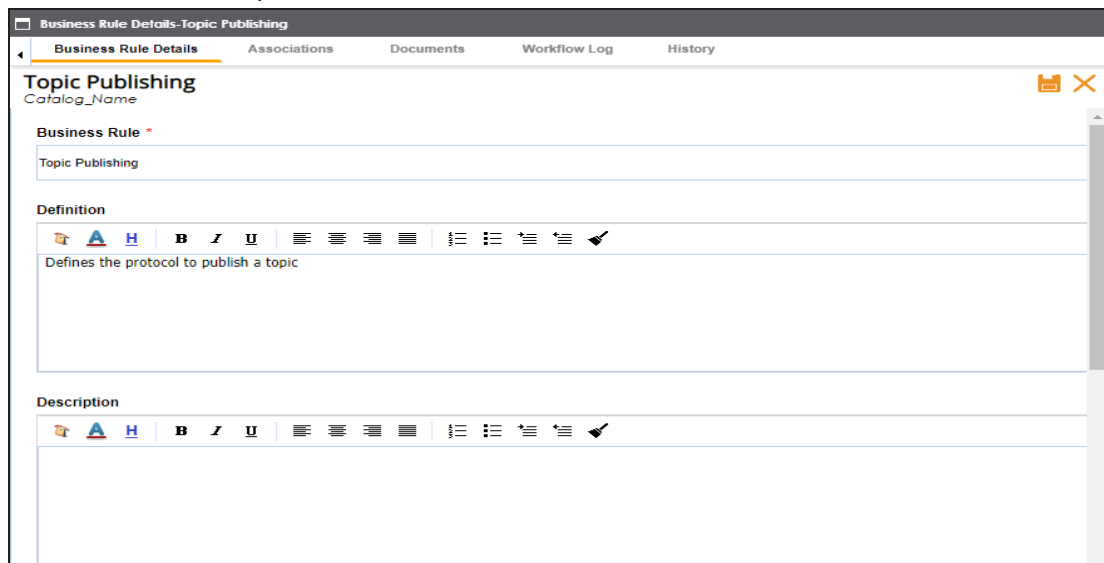 Business Rule Details-Topic Publishing
Business Rule Details Associations Documents Workflow Log History
Topic Publishing
Catalog_Name
Business Rule *
Topic Publishing
Definition
A H B I U
Defines the protocol to publish a topic
Description
A H B I U